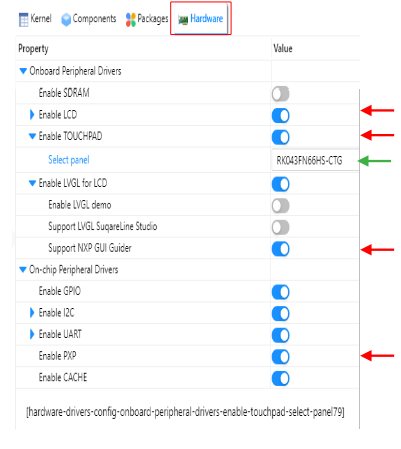 Kernel Components Packages Hardware
Property Value
Onboard Peripheral Drivers
Enable SDRAM
Enable LCD
Enable TOUCHPAD
Select panel RK043FN66HS-CTG
Enable LVGL for LCD
Enable LVGL demo
Support LVGL SuqareLine Studio
Support NXP GUI Guider
On-chip Peripheral Drivers
Enable GPIO
Enable I2C
Enable UART
Enable PXP
Enable CACHE
[hardware-drivers-config-onboard-peripheral-drivers-enable-touchpad-select-panel79]